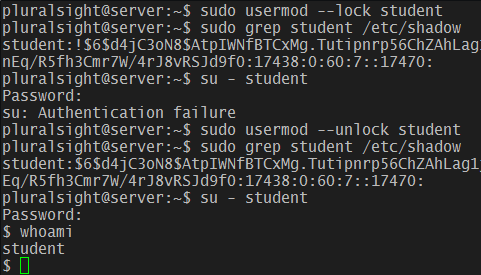 pluralsight@server:~$ sudo usermod --lock student
pluralsight@server:~$ sudo grep student /etc/shadow
student:!$6$d4jC3oN8$AtpIWNfBTCxMg.Tutipnrp56ChZAhLag
nEq/R5fh3Cmr7W/4rJ8vRSJd9f0:17438:0:60:7::17470:
pluralsight@server:~$ su - student
Password:
su: Authentication failure
pluralsight@server:~$ sudo usermod --unlock student
pluralsight@server:~$ sudo grep student /etc/shadow
student:$6$d4jC3oN8$AtpIWNfBTCxMg.Tutipnrp56ChZAhLag1j
Eq/R5fh3Cmr7W/4rJ8vRSJd9f0:17438:0:60:7::17470:
pluralsight@server:~$ su - student
Password:
$ whoami
student
$